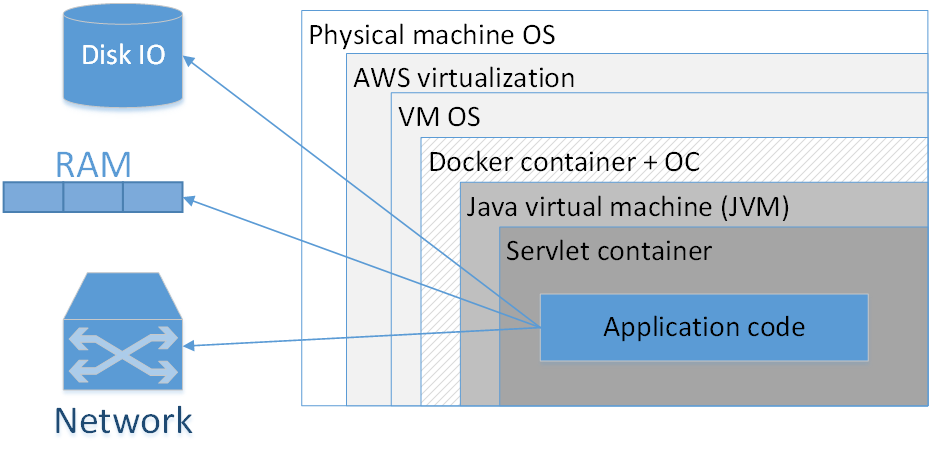 Disk IO
RAM
Network
Physical machine OS
AWS virtualization
VM OS
Docker container + OC
Java virtual machine (JVM)
Servlet container
Application code